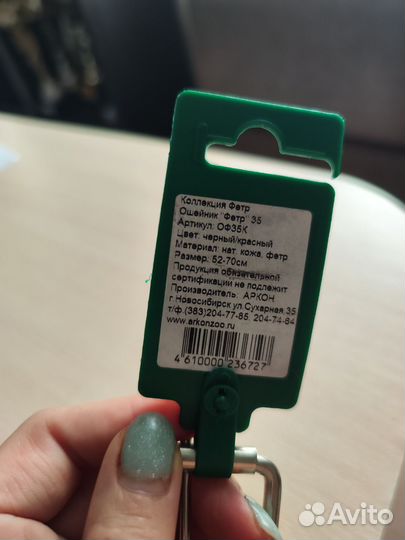 Коллекция Фетр
Ошейник "Фетр" 35
Артикул: ОФ35К
Цвет: черный/красный
Материал: нат. кожа, фетр
Размер: 52-70см
Продукция обязательной
сертификации не подлежит
Производитель: АРКОН
г.Новосибирск ул.Сухарная 35
т/ф.(383)204-77-85, 204-74-84
www.arkonzoo.ru
4 610000 236727
Avito